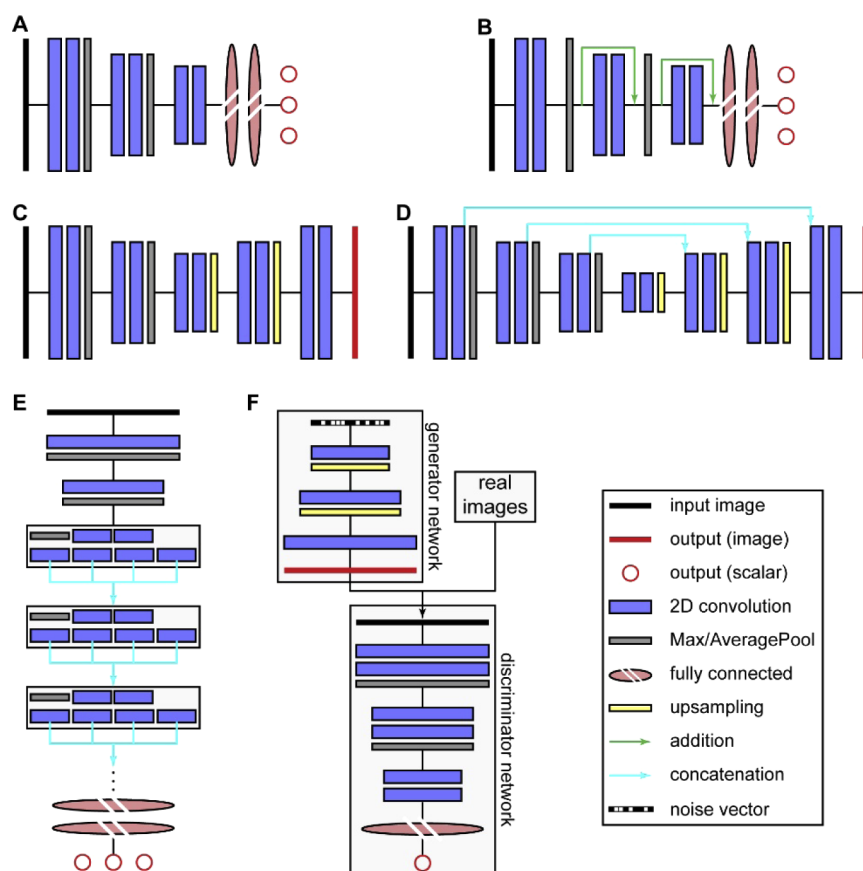 A
B
C
D
E
F
generator network
real
images
discriminator network
input image
output (image)
output (scalar)
2D convolution
Max/AveragePool
fully connected
upsampling
addition
concatenation
noise vector